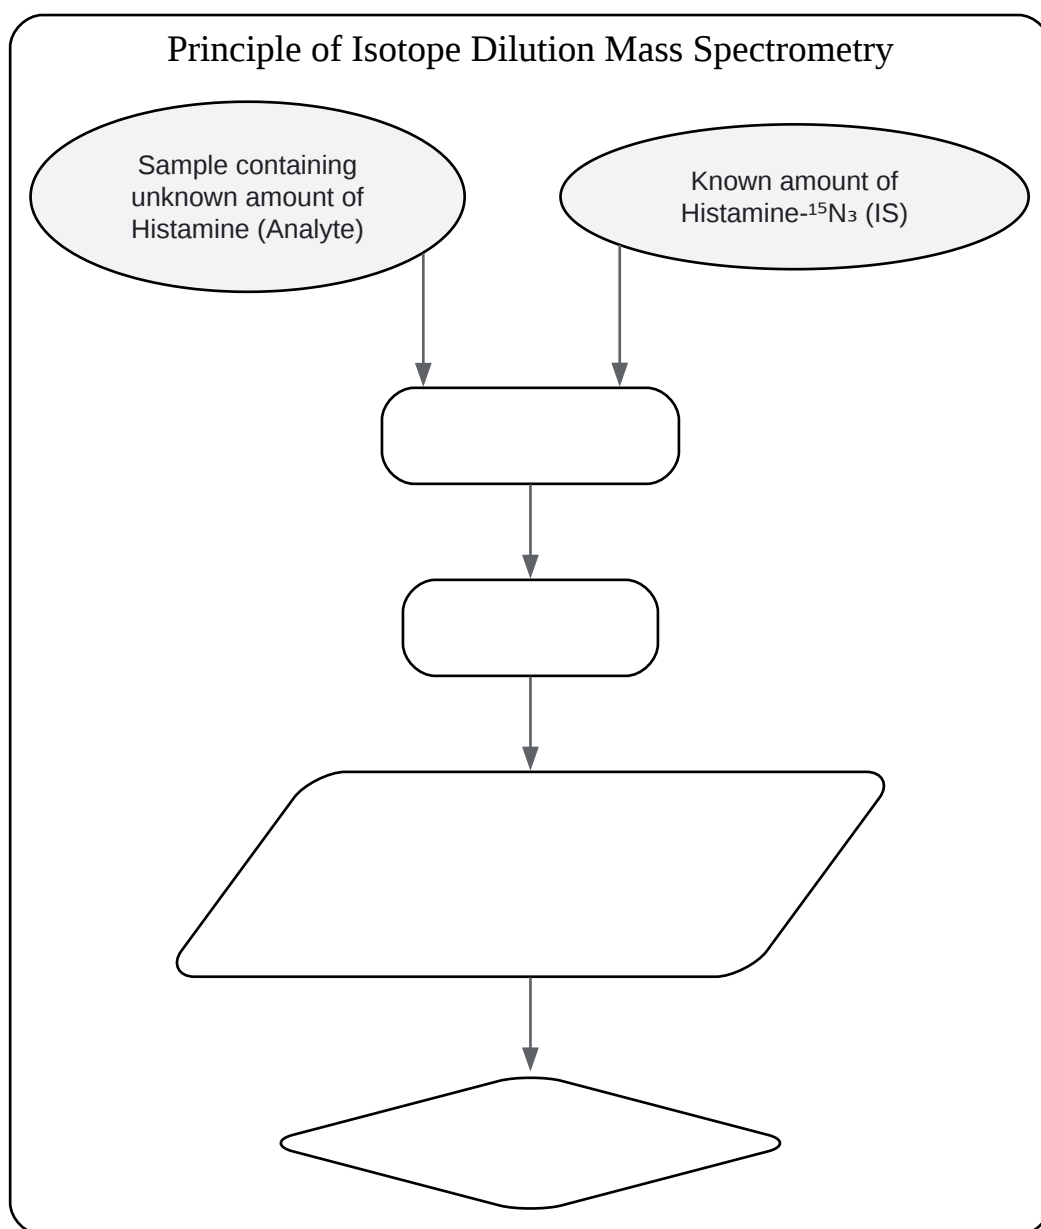 Principle of Isotope Dilution Mass Spectrometry
Sample containing
unknown amount of
Histamine (Analyte)
Known amount of
Histamine-¹⁵N₃ (IS)